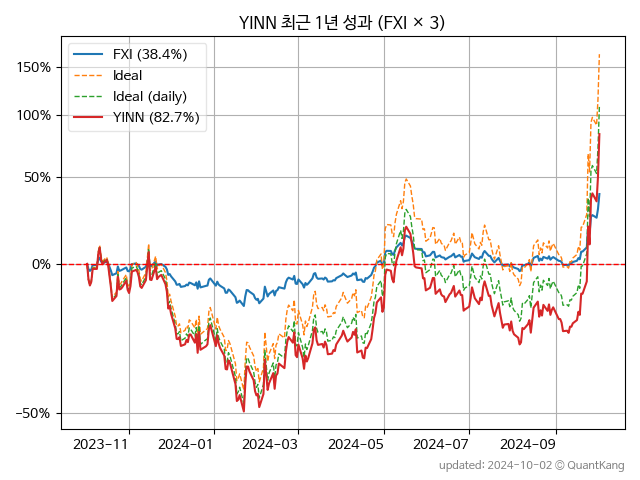 YINN 최근 1년 성과 (FXI × 3)
FXI (38.4%)
Ideal
Ideal (daily)
YINN (82.7%)
150%
100%
50%
0%
−50%
2023−11
2024−01
2024−03
2024−05
2024−07
2024−09
updated: 2024-10-02 © QuantKang